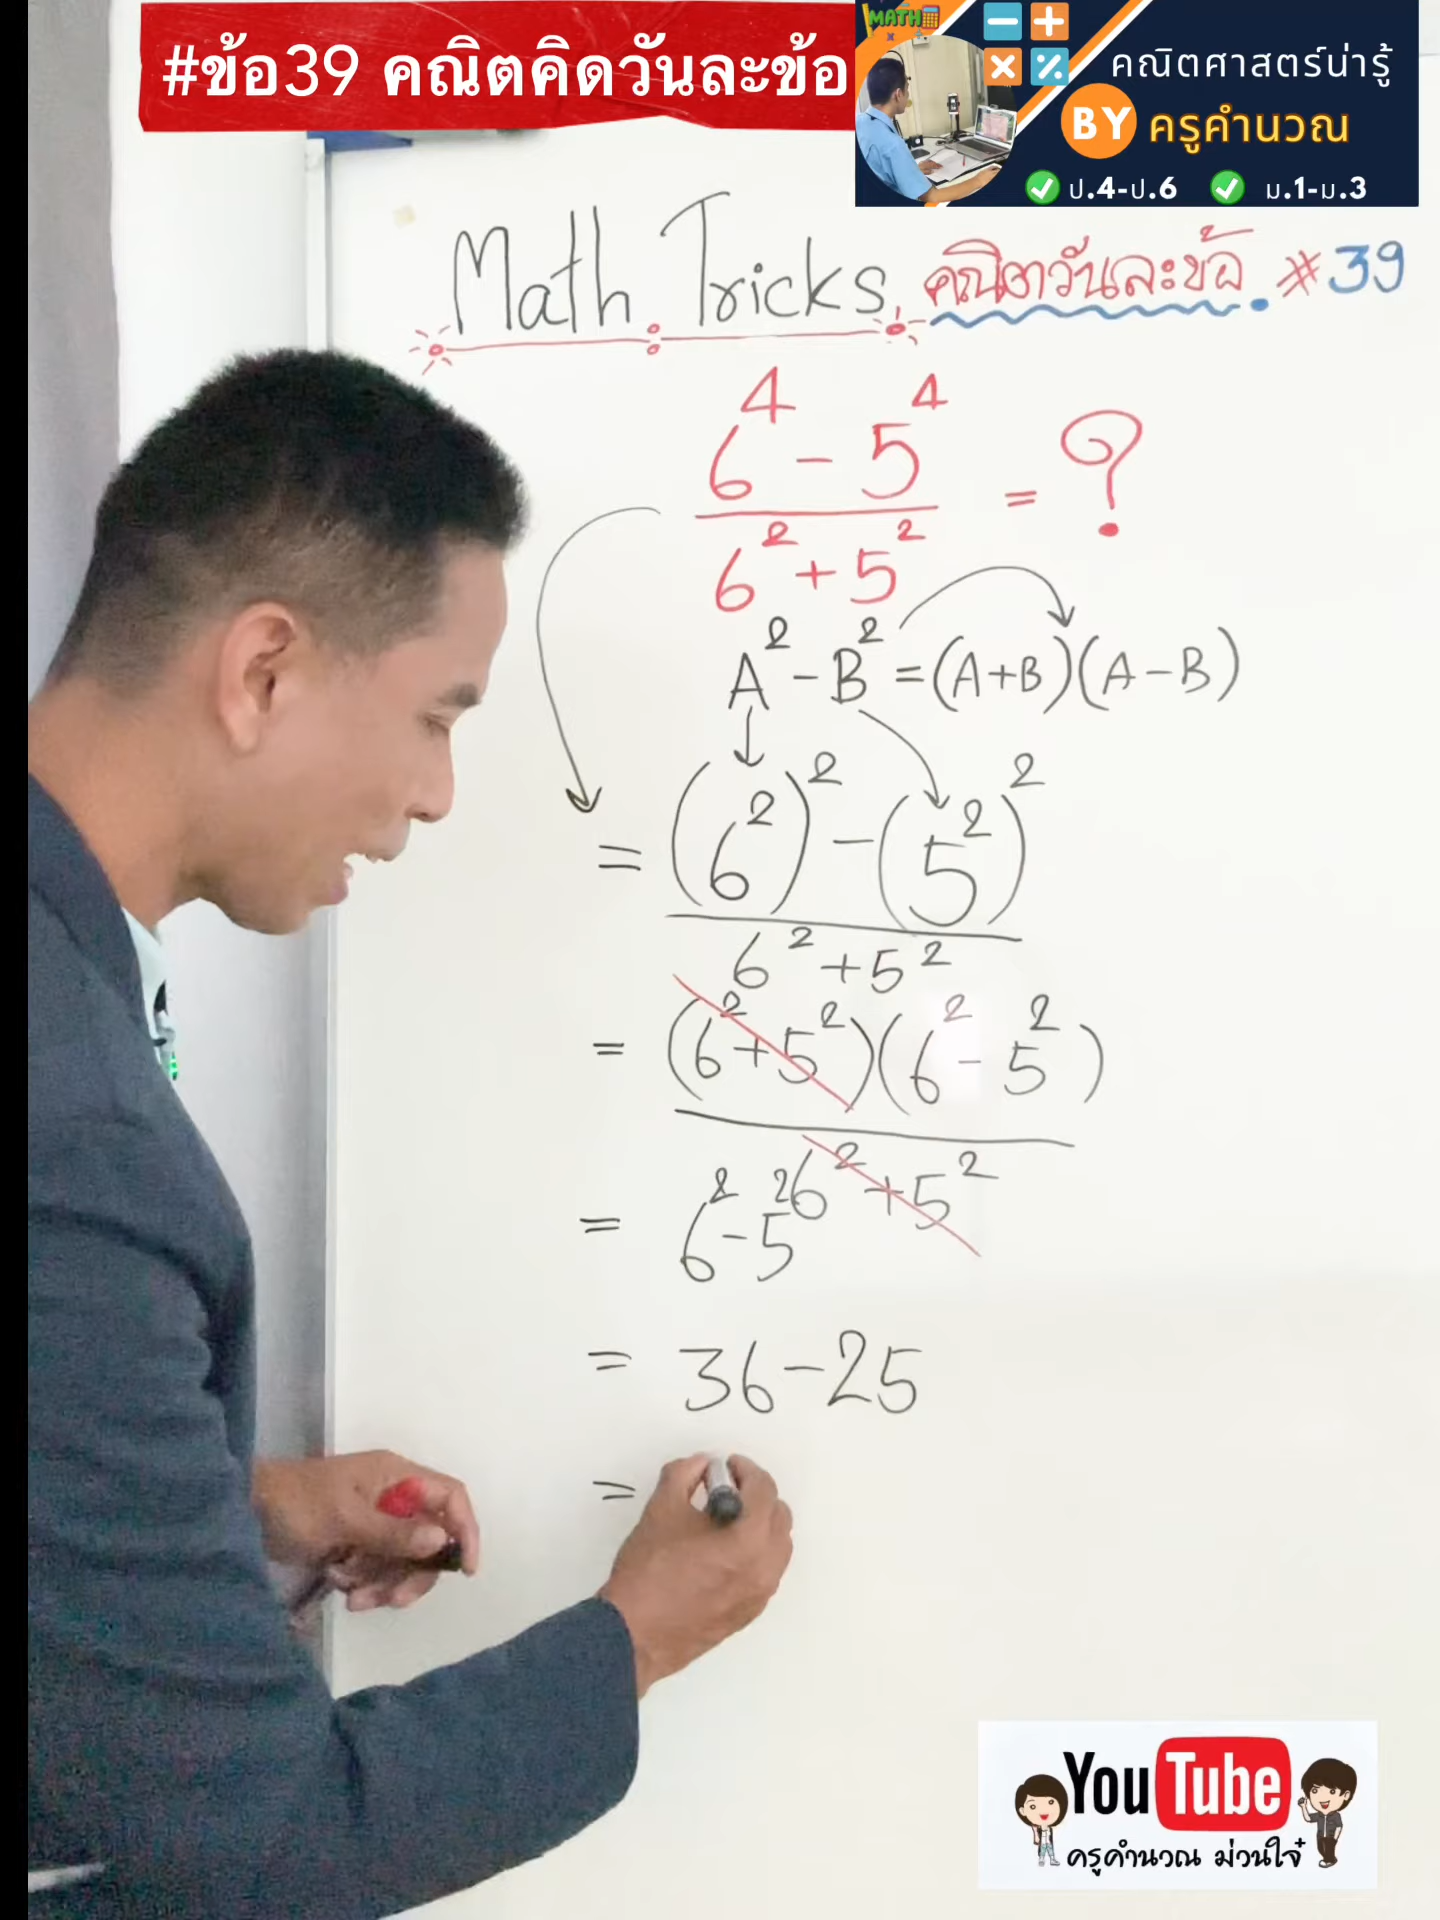 #ข้อ39 คณิตคิดวันละข้อ
MATH
คณิตศาสตร์น่ารู้
BY ครูคำนวณ
ป.4-ป.6 ม.1-ม.3
Math Tricks คณิตวันละข้อ #39
6⁴ - 5⁴
6² + 5²
= ?
A² - B² = (A+B)(A-B)
= (6²)² - (5²)²
6² + 5²
= (6²+5²)(6²-5²)
6²+5²
= 6²-5²
= 36-25
=
YouTube
ครูคำนวณ ม่วนใจ๋